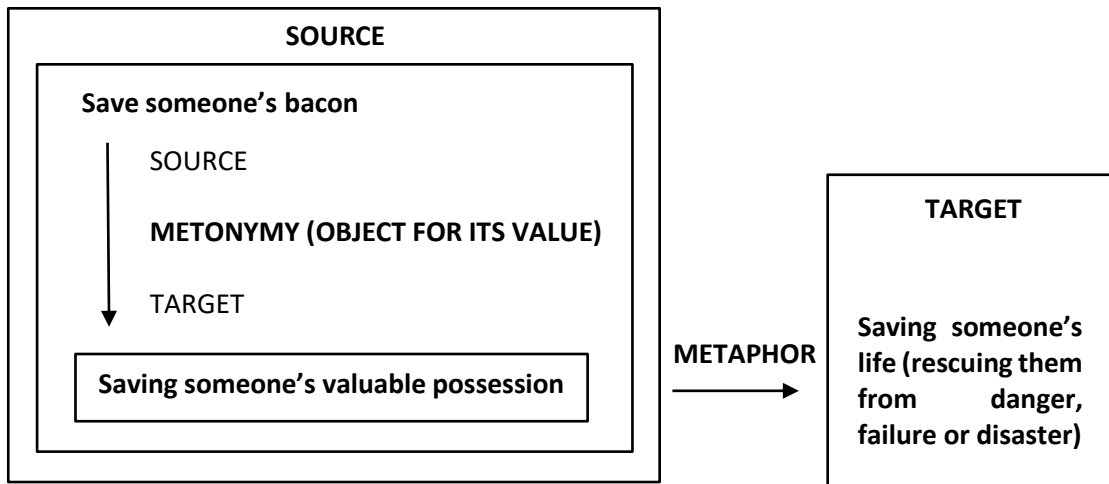 SOURCE
Save someone’s bacon
SOURCE
METONYMY (OBJECT FOR ITS VALUE)
TARGET
Saving someone’s valuable possession
METAPHOR
TARGET
Saving someone’s
life (rescuing them
from danger,
failure or disaster)